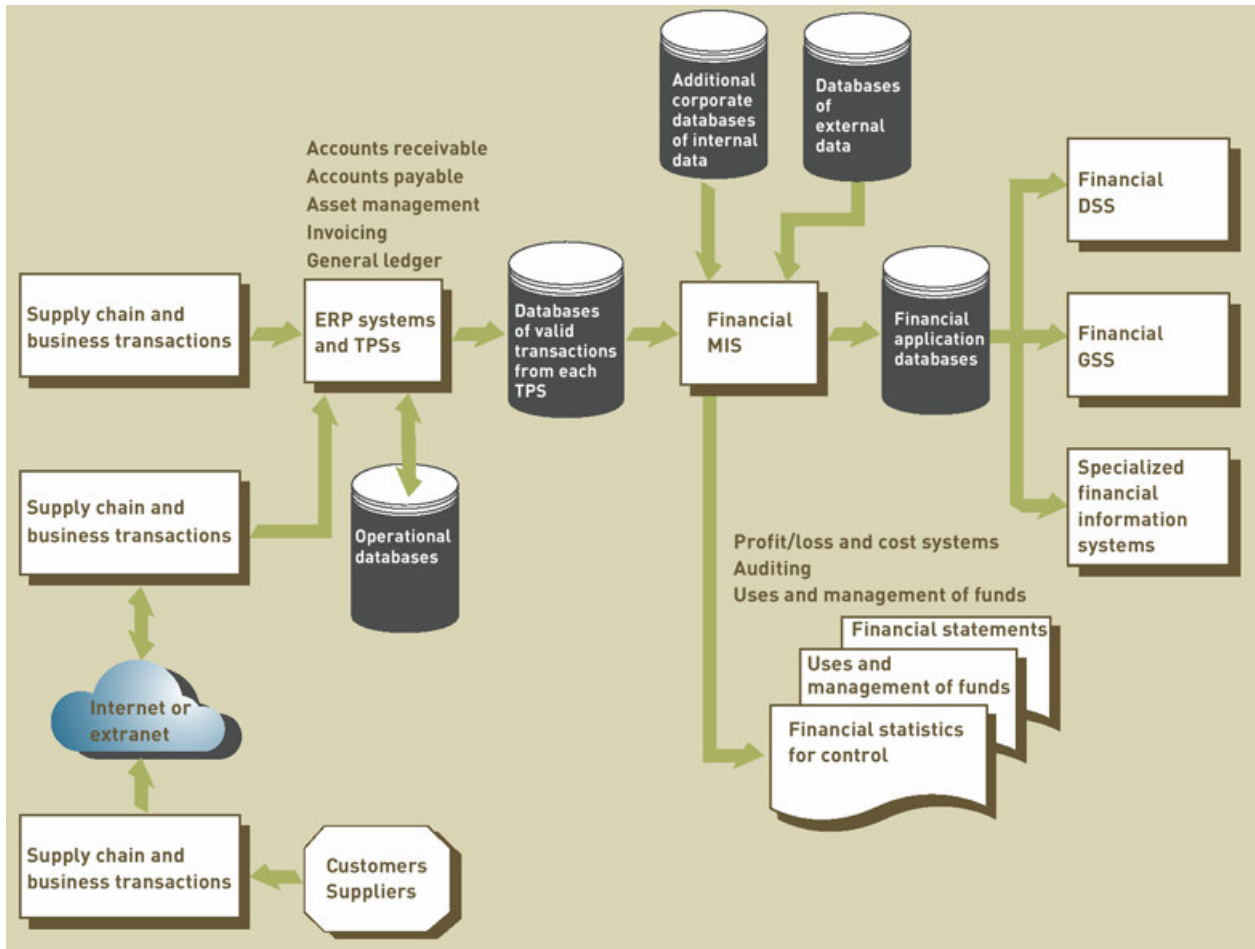 Additional
corporate
databases
of internal
data
Databases
of
external
data
Accounts receivable
Accounts payable
Asset management
Invoicing
General ledger
Financial
DSS
Supply chain and
business transactions
ERP systems
and TPSs
Databases
of valid
transactions
from each
TPS
Financial
MIS
Financial
application
databases
Financial
GSS
Supply chain and
business transactions
Operational
databases
Specialized
financial
information
systems
Profit/loss and cost systems
Auditing
Uses and management of funds
Financial statements
Uses and
management of funds
Financial statistics
for control
Internet or
extranet
Supply chain and
business transactions
Customers
Suppliers